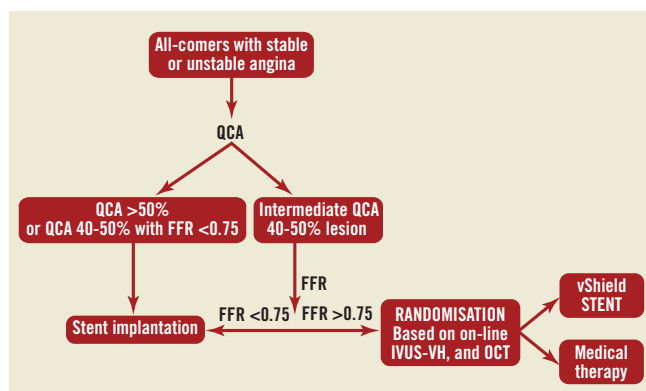 All-comers with stable
or unstable angina
QCA
QCA >50%
or QCA 40-50% with FFR <0.75
Intermediate QCA
40-50% lesion
FFR
FFR <0.75
FFR >0.75
Stent implantation
RANDOMISATION
Based on on-line
IVUS-VH, and OCT
vShield
STENT
Medical
therapy